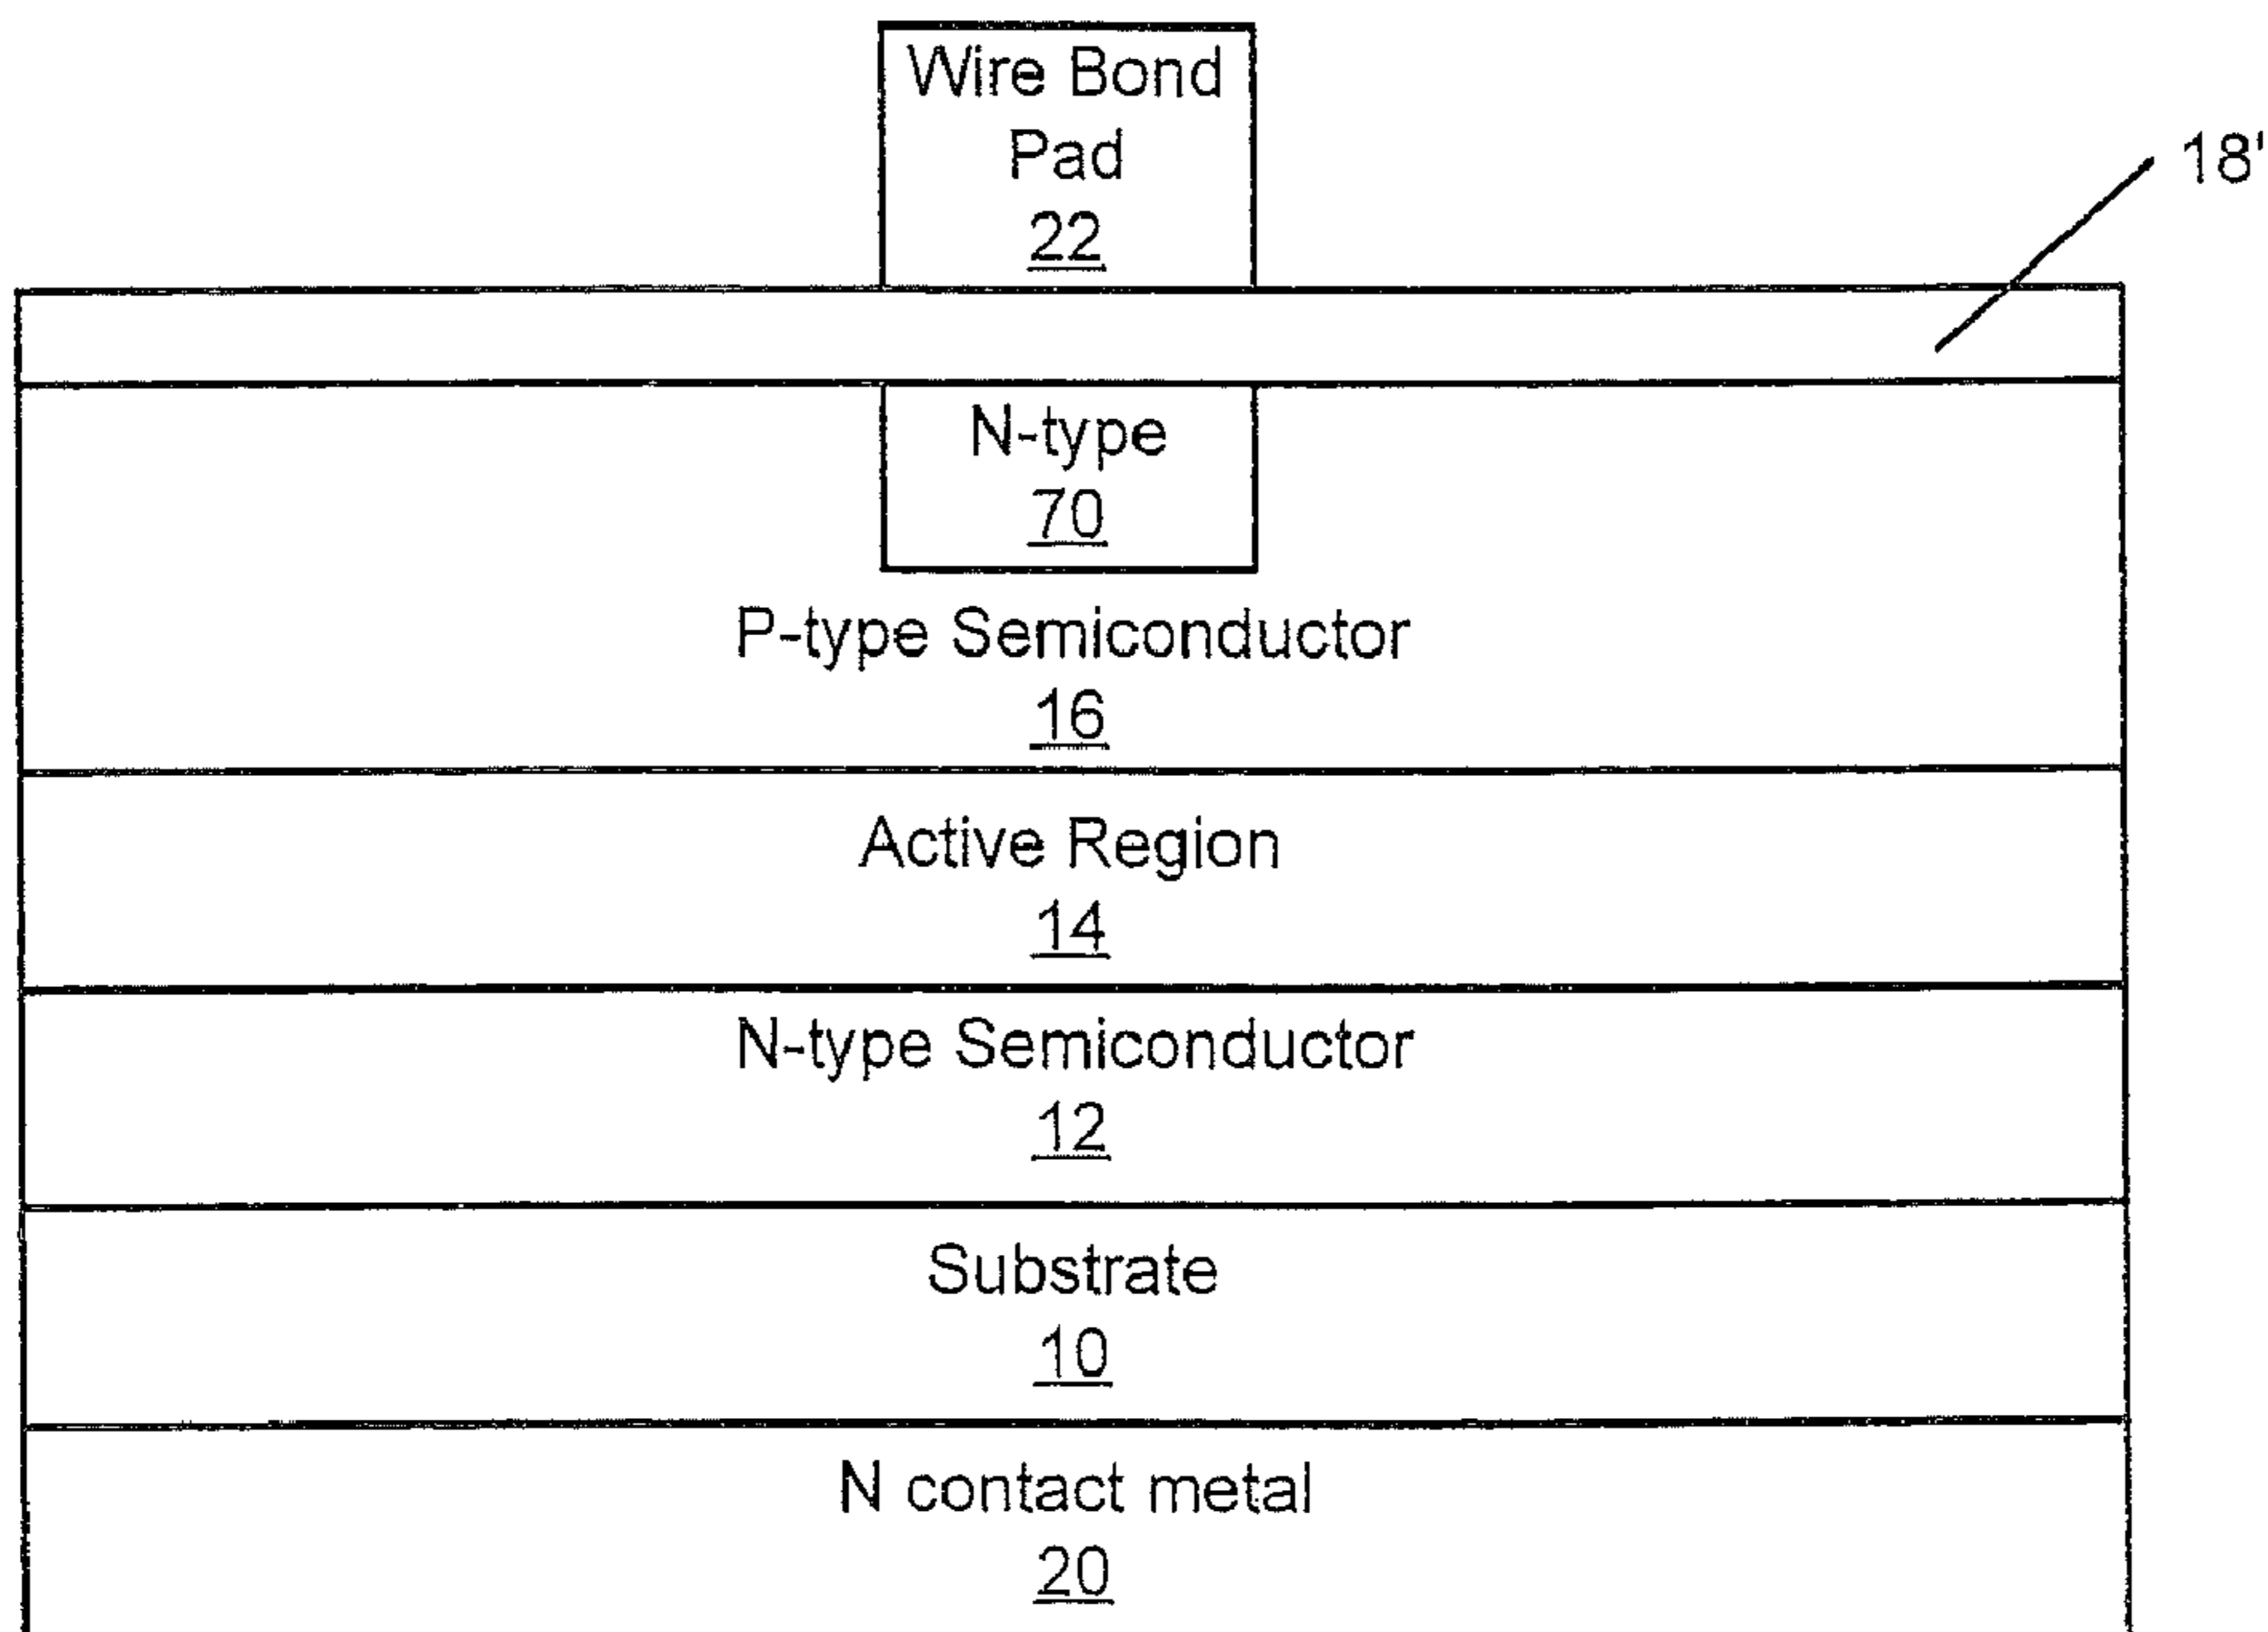 Wire Bond
Pad
22
18'
N-type
70
P-type Semiconductor
16
Active Region
14
N-type Semiconductor
12
Substrate
10
N contact metal
20